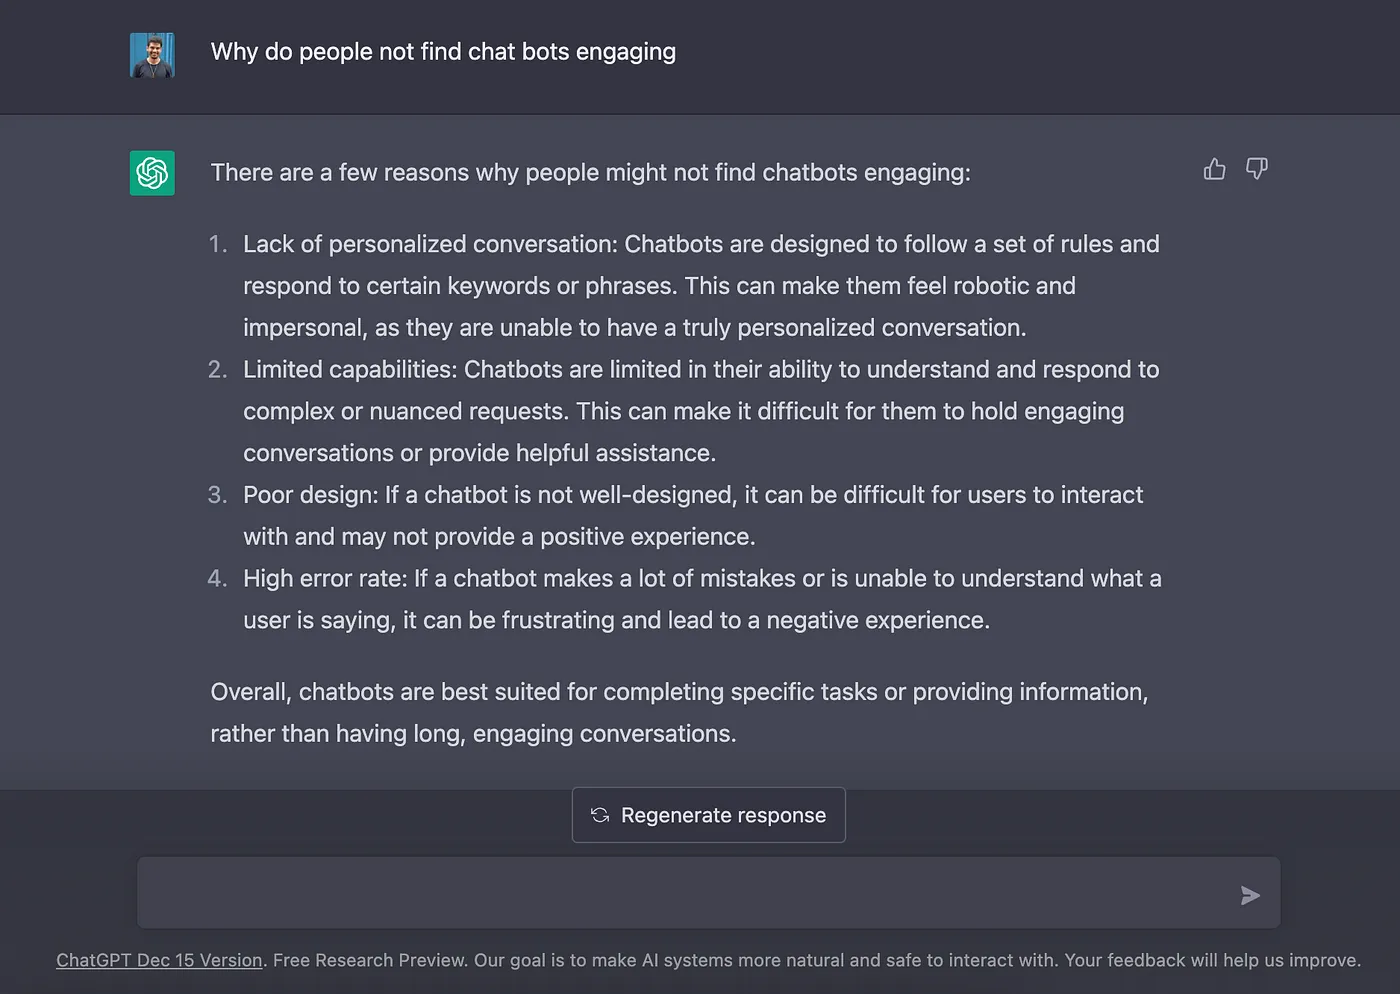 Why do people not find chat bots engaging
There are a few reasons why people might not find chatbots engaging:
1. Lack of personalized conversation: Chatbots are designed to follow a set of rules and
respond to certain keywords or phrases. This can make them feel robotic and
impersonal, as they are unable to have a truly personalized conversation.
2. Limited capabilities: Chatbots are limited in their ability to understand and respond to
complex or nuanced requests. This can make it difficult for them to hold engaging
conversations or provide helpful assistance.
3. Poor design: If a chatbot is not well-designed, it can be difficult for users to interact
with and may not provide a positive experience.
4. High error rate: If a chatbot makes a lot of mistakes or is unable to understand what a
user is saying, it can be frustrating and lead to a negative experience.
Overall, chatbots are best suited for completing specific tasks or providing information,
rather than having long, engaging conversations.
Regenerate response
ChatGPT Dec 15 Version. Free Research Preview. Our goal is to make AI systems more natural and safe to interact with. Your feedback will help us improve.